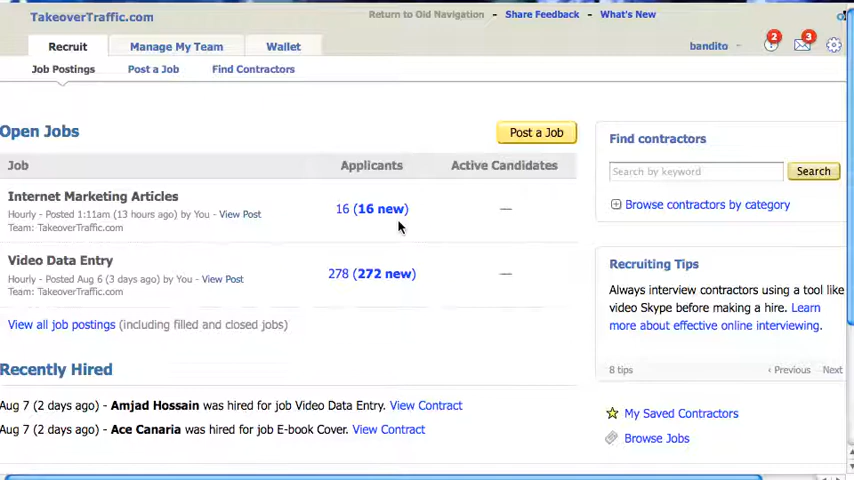 TakeoverTraffic.com
Return to Old Navigation - Share Feedback - What's New
Recruit Manage My Team Wallet
bandito 2 3
Job Postings Post a Job Find Contractors
Open Jobs
Post a Job
Job Applicants Active Candidates
Internet Marketing Articles
Hourly - Posted 1:11am (13 hours ago) by You - View Post
Team: TakeoverTraffic.com
16 (16 new) —
Video Data Entry
Hourly - Posted Aug 6 (3 days ago) by You - View Post
Team: TakeoverTraffic.com
278 (272 new) —
View all job postings (including filled and closed jobs)
Recently Hired
Aug 7 (2 days ago) - Amjad Hossain was hired for job Video Data Entry. View Contract
Aug 7 (2 days ago) - Ace Canaria was hired for job E-book Cover. View Contract
Find contractors
Search by keyword Search
Browse contractors by category
Recruiting Tips
Always interview contractors using a tool like
video Skype before making a hire. Learn
more about effective online interviewing.
8 tips ‹ Previous Next
My Saved Contractors
Browse Jobs